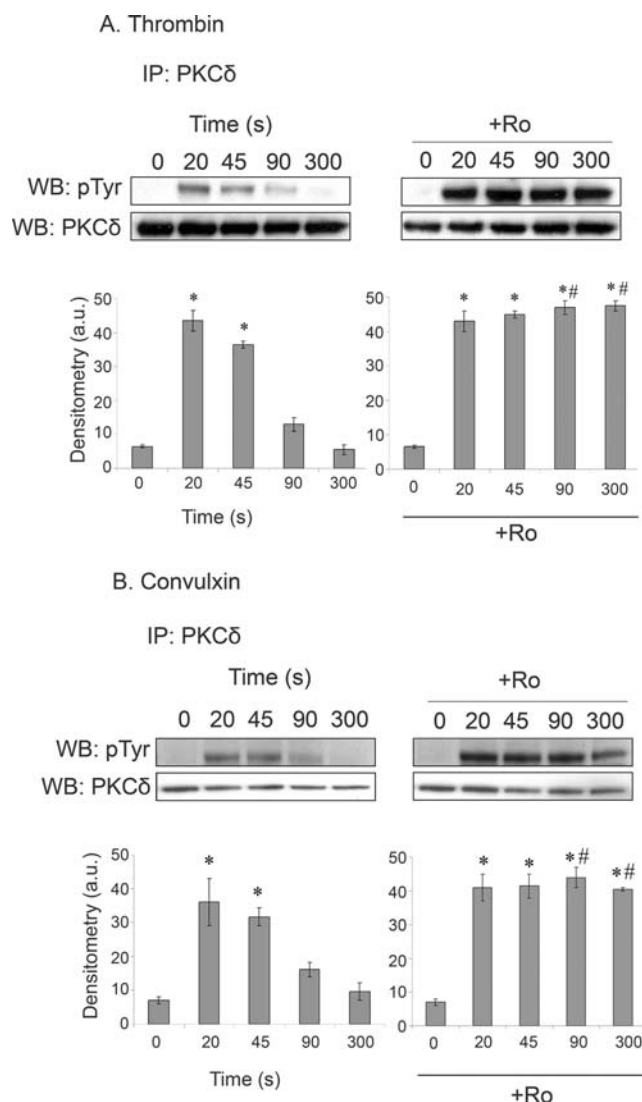 A. Thrombin
IP: PKCδ
Time (s)
0 20 45 90 300
WB: pTyr
WB: PKCδ
+Ro
0 20 45 90 300
Densitometry (a.u.)
50
40
30
20
10
0
* *
0 20 45 90 300
Time (s)
50
40
30
20
10
0
* * *# *#
0 20 45 90 300
+Ro
B. Convulxin
IP: PKCδ
Time (s)
0 20 45 90 300
WB: pTyr
WB: PKCδ
+Ro
0 20 45 90 300
Densitometry (a.u.)
50
40
30
20
10
0
* *
0 20 45 90 300
Time (s)
50
40
30
20
10
0
* * *# *#
0 20 45 90 300
+Ro